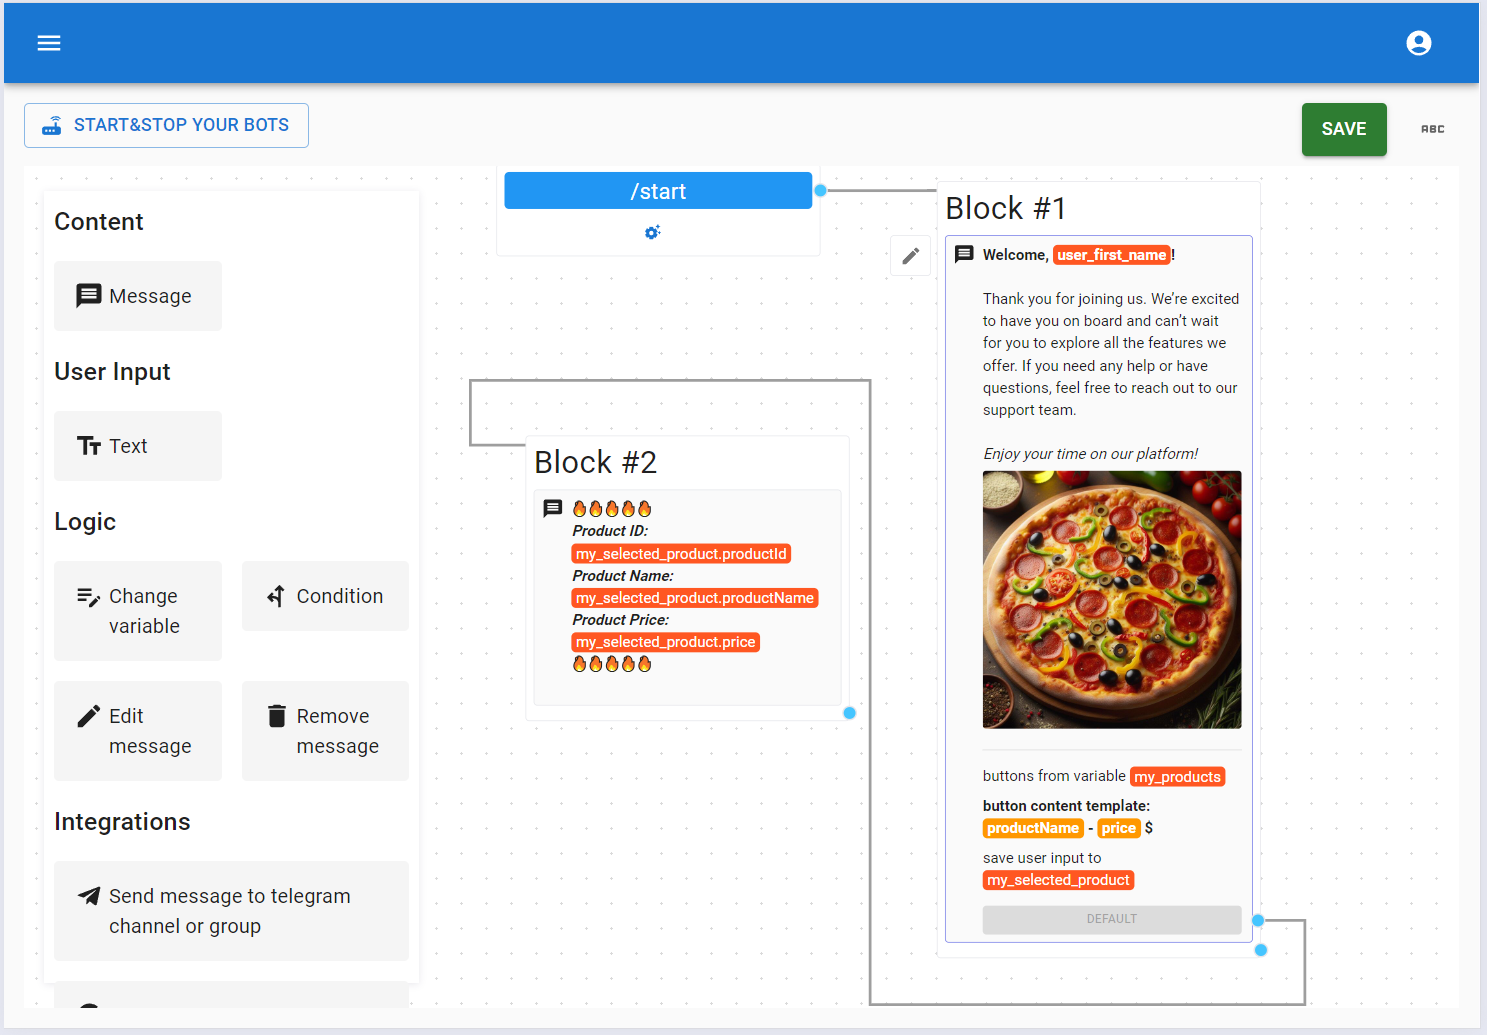 START&STOP YOUR BOTS
SAVE
ABC
Content
Message
User Input
Text
Logic
Change
variable
Condition
Edit
message
Remove
message
Integrations
Send message to telegram
channel or group
/start
Block #2
🔥🔥🔥🔥🔥
Product ID:
my_selected_product.productId
Product Name:
my_selected_product.productName
Product Price:
my_selected_product.price
🔥🔥🔥🔥🔥
Block #1
Welcome, user_first_name!
Thank you for joining us. We’re excited
to have you on board and can’t wait
for you to explore all the features we
offer. If you need any help or have
questions, feel free to reach out to our
support team.
Enjoy your time on our platform!
buttons from variable my_products
button content template:
productName - price $
save user input to
my_selected_product
DEFAULT